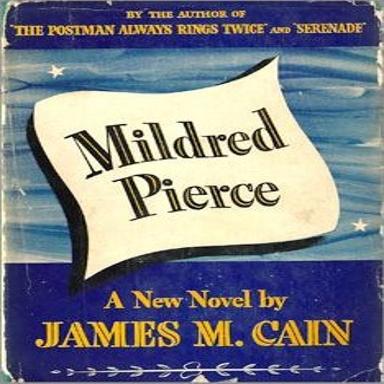 BY THE AUTHOR OF
"THE POSTMAN ALWAYS RINGS TWICE" AND "SERENADE"
Mildred
Pierce
A New Novel by
JAMES M. CAIN